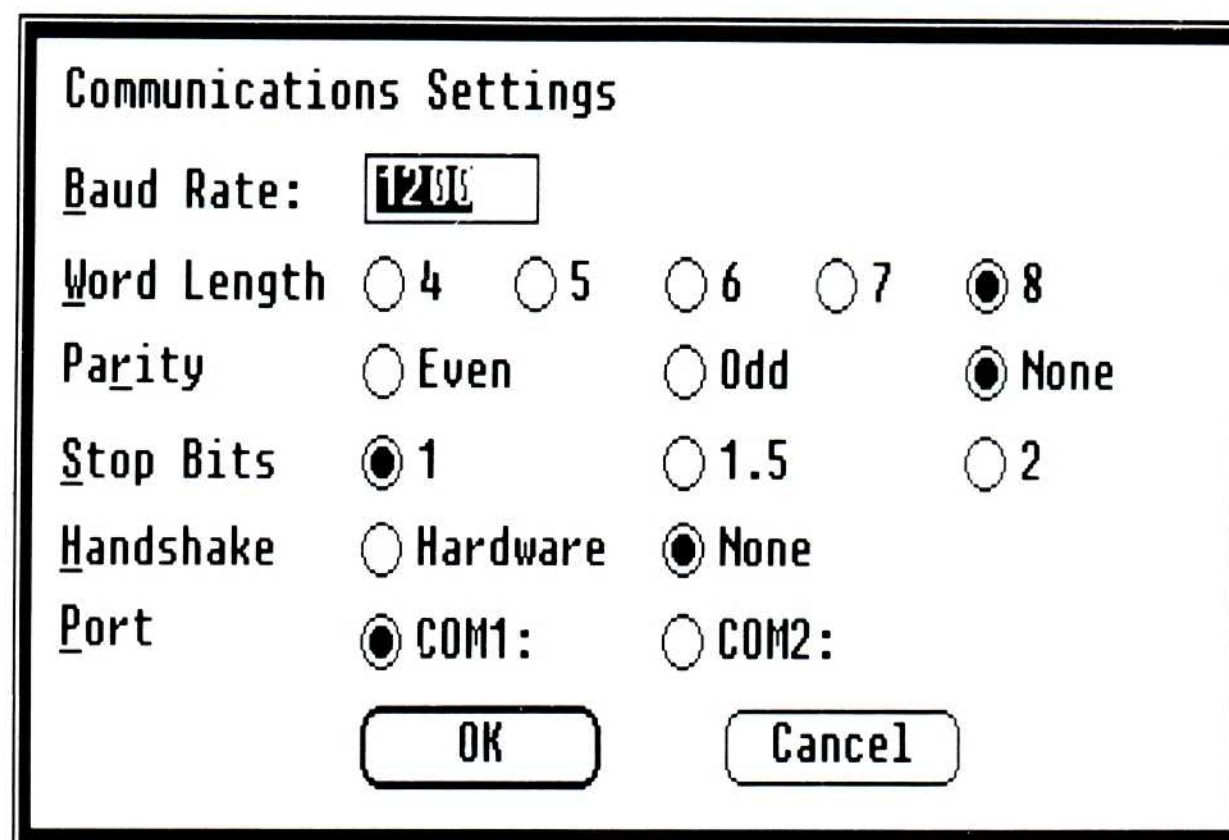 Communications Settings
Baud Rate: 1200
Word Length 4 5 6 7 8
Parity Even Odd None
Stop Bits 1 1.5 2
Handshake Hardware None
Port COM1: COM2:
OK Cancel